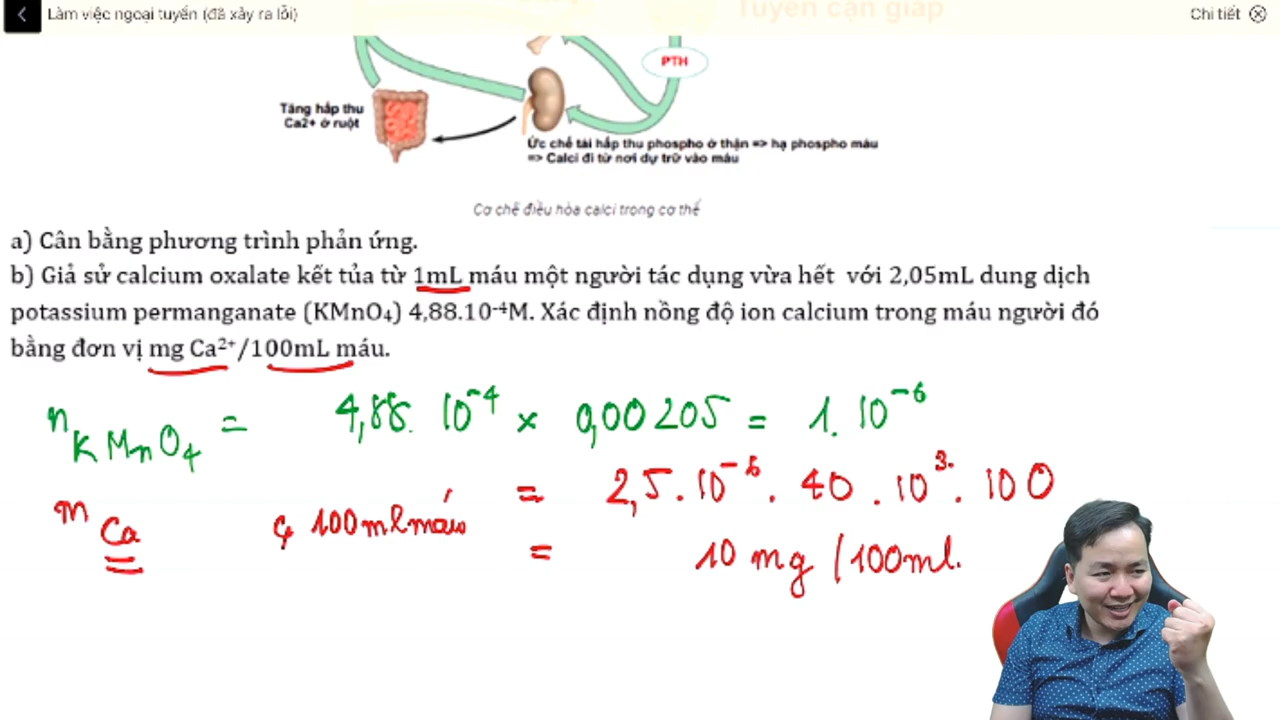 Làm việc ngoại tuyến (đã xảy ra lỗi)
Tuyến cận giáp
Chi tiết
PTH
Tăng hấp thu
Ca2+ ở ruột
Ức chế tái hấp thu phospho ở thận => hạ phospho máu
=> Calci đi từ nơi dự trữ vào máu
Cơ chế điều hòa calci trong cơ thể
a) Cân bằng phương trình phản ứng.
b) Giả sử calcium oxalate kết tủa từ 1mL máu một người tác dụng vừa hết với 2,05mL dung dịch
potassium permanganate (KMnO₄) 4,88.10⁻⁴M. Xác định nồng độ ion calcium trong máu người đó
bằng đơn vị mg Ca²⁺/100mL máu.
n KMnO₄ = 4,88. 10⁻⁴ × 0,00205 = 1. 10⁻⁶
m Ca 100ml máu = 2,5. 10⁻⁶. 40 . 10³. 100
= 10 mg /100ml.